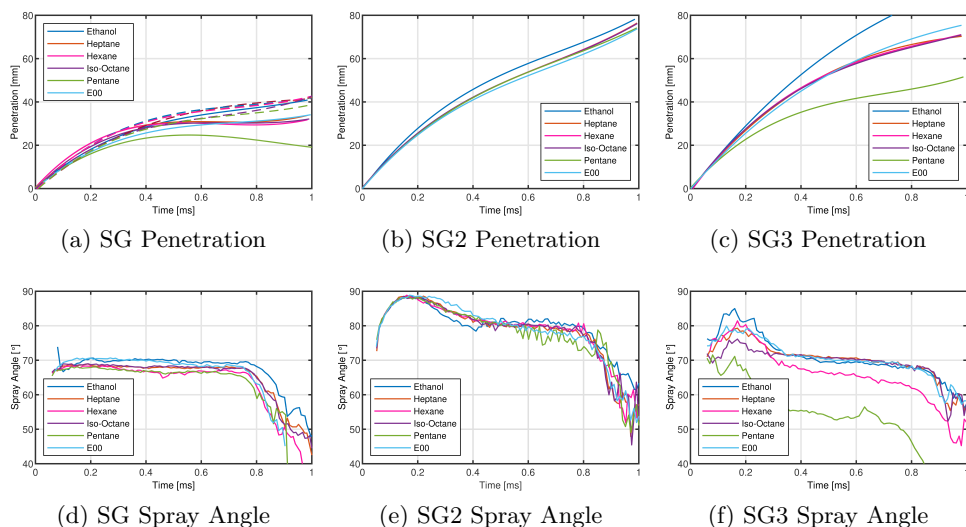 80
60
40
20
0
Penetration [mm]
Ethanol
Heptane
Hexane
Iso-Octane
Pentane
E00
0 0.2 0.4 0.6 0.8 1
Time [ms]
(a) SG Penetration
80
60
40
20
0
Penetration [mm]
Ethanol
Heptane
Hexane
Iso-Octane
Pentane
E00
0 0.2 0.4 0.6 0.8 1
Time [ms]
(b) SG2 Penetration
80
60
40
20
0
Penetration [mm]
Ethanol
Heptane
Hexane
Iso-Octane
Pentane
E00
0 0.2 0.4 0.6 0.8 1
Time [ms]
(c) SG3 Penetration
90
80
70
60
50
40
Spray Angle [°]
Ethanol
Heptane
Hexane
Iso-Octane
Pentane
E00
0 0.2 0.4 0.6 0.8 1
Time [ms]
(d) SG Spray Angle
90
80
70
60
50
40
Spray Angle [°]
Ethanol
Heptane
Hexane
Iso-Octane
Pentane
E00
0 0.2 0.4 0.6 0.8 1
Time [ms]
(e) SG2 Spray Angle
90
80
70
60
50
40
Spray Angle [°]
Ethanol
Heptane
Hexane
Iso-Octane
Pentane
E00
0 0.2 0.4 0.6 0.8
Time [ms]
(f) SG3 Spray Angle